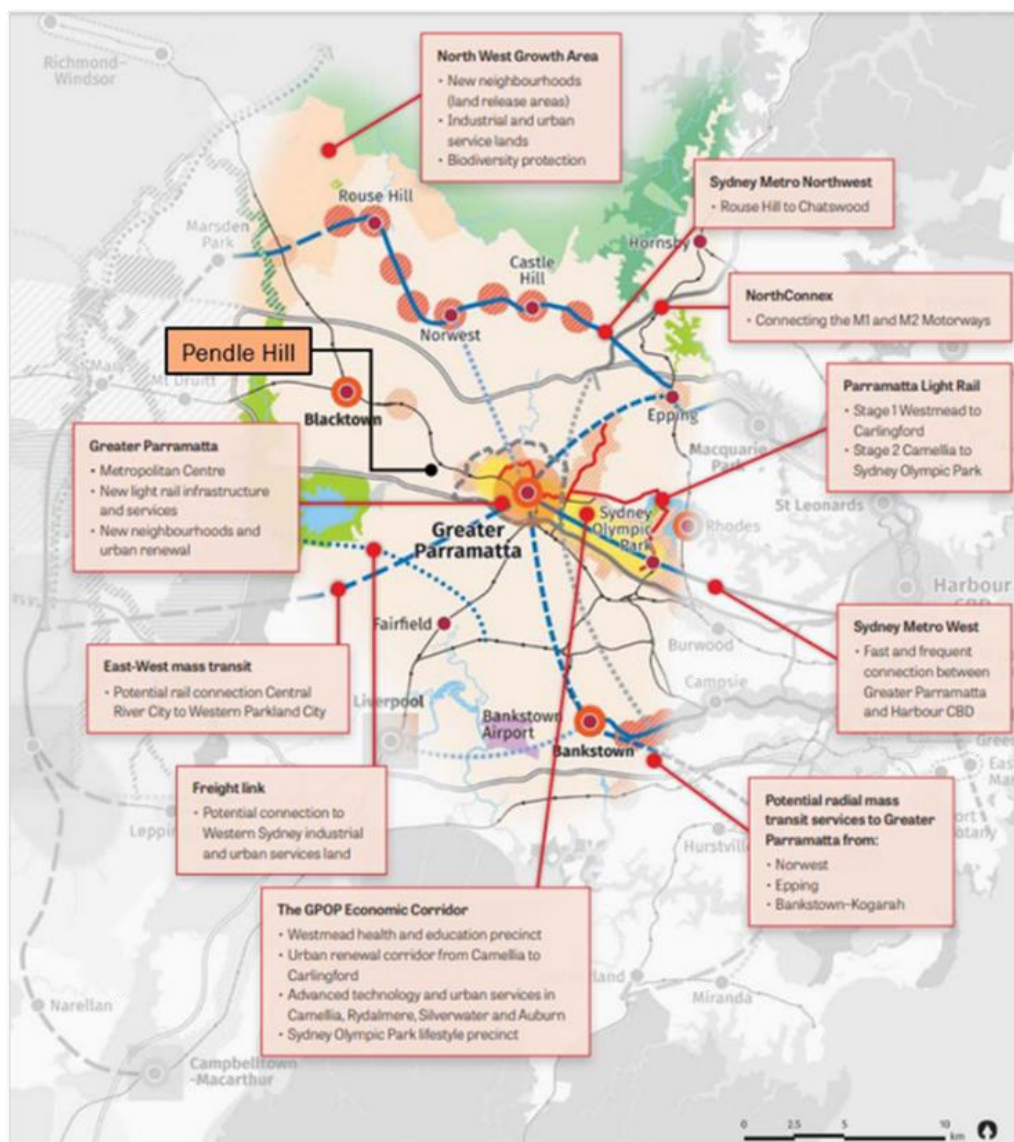 Richmond–
Windsor
North West Growth Area
• New neighbourhoods
(land release areas)
• Industrial and urban
service lands
• Biodiversity protection
Sydney Metro Northwest
• Rouse Hill to Chatswood
Rouse Hill
Marsden
Park
Hornsby
Castle
Hill
NorthConnex
• Connecting the M1 and M2 Motorways
Norwest
Pendle Hill
St Marys
Mt Druitt
Blacktown
Epping
Parramatta Light Rail
• Stage 1 Westmead to
Carlingford
• Stage 2 Camellia to
Sydney Olympic Park
Macquarie
Park
Greater Parramatta
• Metropolitan Centre
• New light rail infrastructure
and services
• New neighbourhoods and
urban renewal
St Leonards
Sydney
Olympic
Park
Rhodes
Greater
Parramatta
Harbour
CBD
Fairfield
Burwood
Sydney Metro West
• Fast and frequent
connection between
Greater Parramatta
and Harbour CBD
East-West mass transit
• Potential rail connection Central
River City to Western Parkland City
Campsie
Liverpool
Bankstown
Airport
Bankstown
Freight link
• Potential connection to
Western Sydney industrial
and urban services land
Potential radial mass
transit services to Greater
Parramatta from:
• Norwest
• Epping
• Bankstown–Kogarah
Hurstville
The GPOP Economic Corridor
• Westmead health and education precinct
• Urban renewal corridor from Camellia to
Carlingford
• Advanced technology and urban services in
Camellia, Rydalmere, Silverwater and Auburn
• Sydney Olympic Park lifestyle precinct
Miranda
Narellan
Campbelltown
-Macarthur
0 2.5 5 10
km